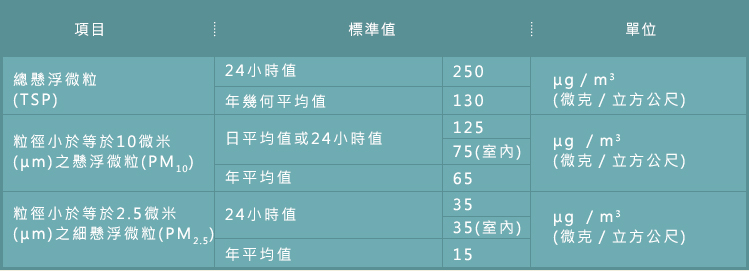 項目 標準值 單位
總懸浮微粒
(TSP)
24小時值 250
年幾何平均值 130
μg / m³
(微克 / 立方公尺)
粒徑小於等於10微米
(μm)之懸浮微粒(PM₁₀)
日平均值或24小時值
125
75(室內)
年平均值 65
μg / m³
(微克 / 立方公尺)
粒徑小於等於2.5微米
(μm)之細懸浮微粒(PM₂.₅)
24小時值
35
35(室內)
年平均值 15
μg / m³
(微克 / 立方公尺)